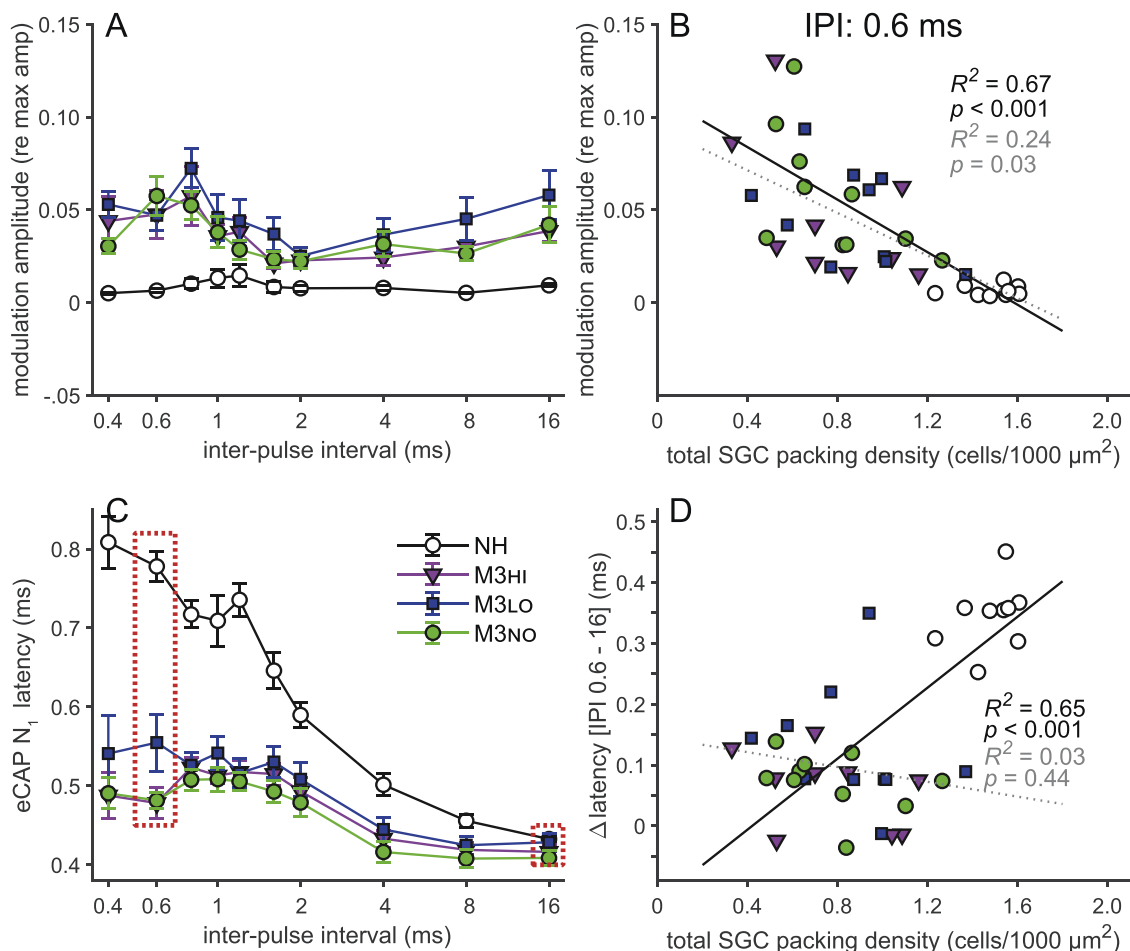 A
0.15
0.10
0.05
0
-.05
modulation amplitude (re max amp)
0.4 0.6 1 2 4 8 16
inter-pulse interval (ms)
B
IPI: 0.6 ms
0.15
0.10
0.05
0
modulation amplitude (re max amp)
R² = 0.67
p < 0.001
R² = 0.24
p = 0.03
0 0.4 0.8 1.2 1.6 2.0
total SGC packing density (cells/1000 µm²)
C
0.8
0.7
0.6
0.5
0.4
eCAP N₁ latency (ms)
NH
M3HI
M3LO
M3NO
0.4 0.6 1 2 4 8 16
inter-pulse interval (ms)
D
0.5
0.4
0.3
0.2
0.1
0
Δlatency [IPI 0.6 - 16] (ms)
R² = 0.65
p < 0.001
R² = 0.03
p = 0.44
0 0.4 0.8 1.2 1.6 2.0
total SGC packing density (cells/1000 µm²)